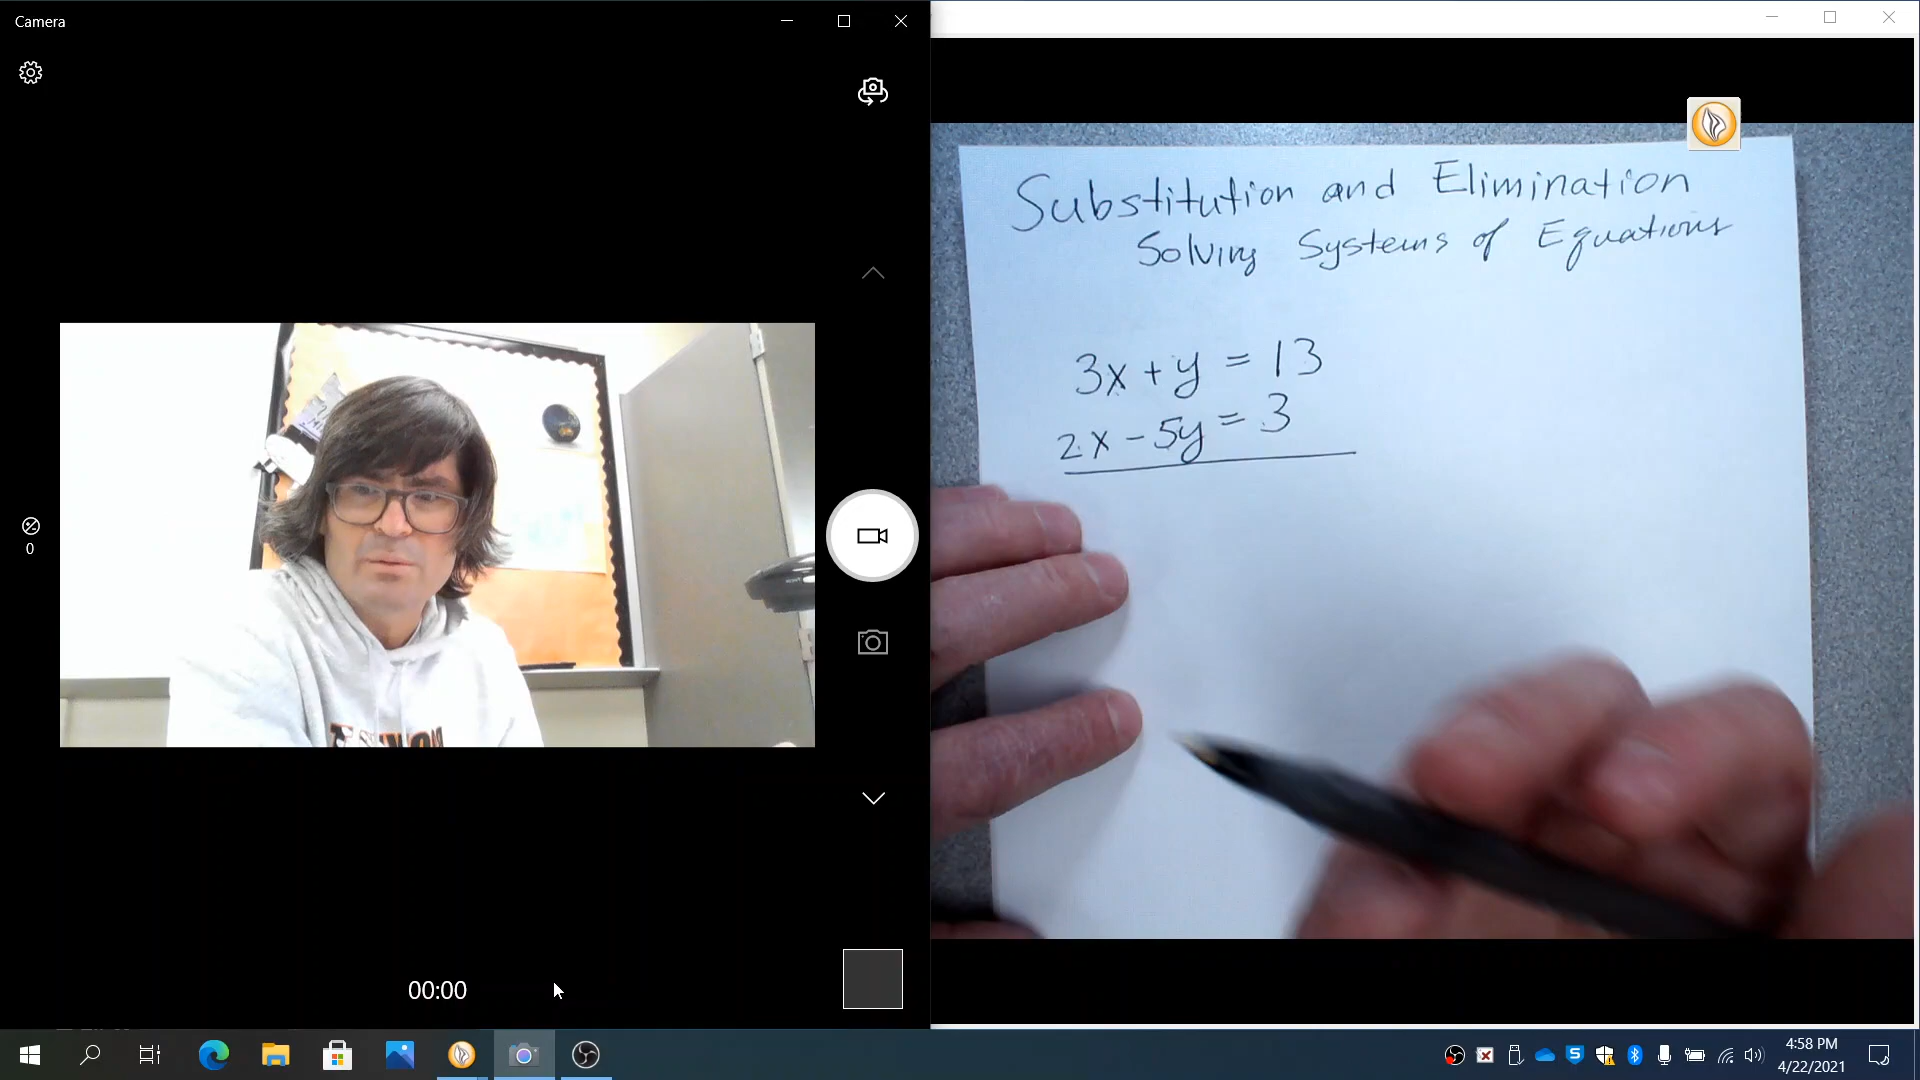 Camera
0
00:00
Substitution and Elimination
Solving Systems of Equations
3x + y = 13
2x - 5y = 3
4:58 PM
4/22/2021